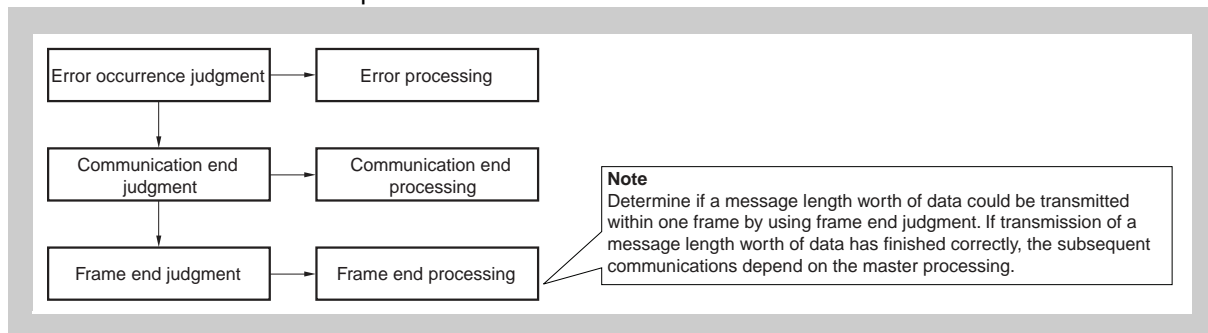 Error occurrence judgment
Error processing
Communication end
judgment
Communication end
processing
Note
Determine if a message length worth of data could be transmitted
within one frame by using frame end judgment. If transmission of a
message length worth of data has finished correctly, the subsequent
communications depend on the master processing.
Frame end judgment
Frame end processing